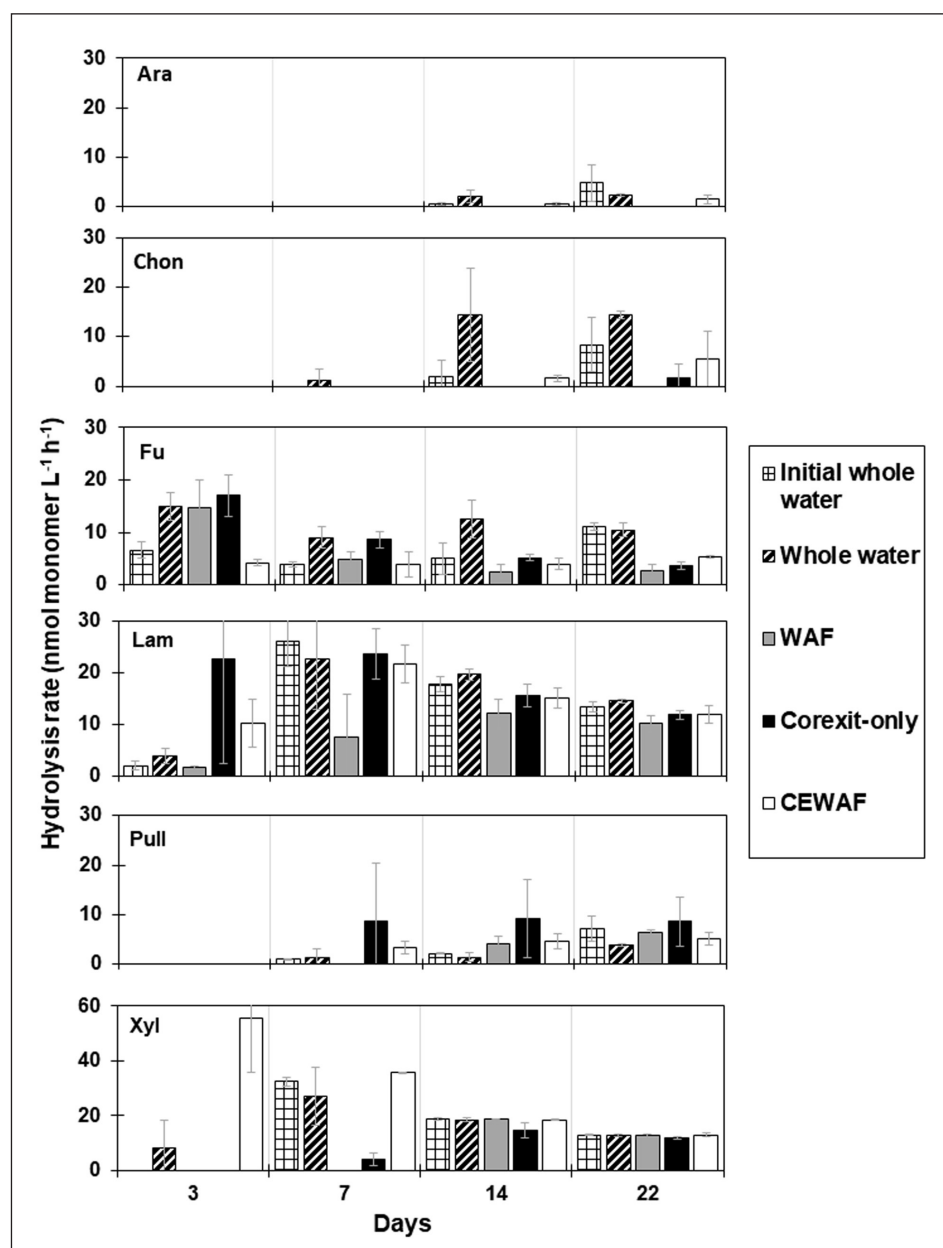 Hydrolysis rate (nmol monomer L-1 h-1)
Ara
30
20
10
0
Chon
30
20
10
0
Fu
30
20
10
0
Lam
30
20
10
0
Pull
30
20
10
0
Xyl
60
40
20
0
3 7 14 22
Days
Initial whole
water
Whole water
WAF
Corexit-only
CEWAF